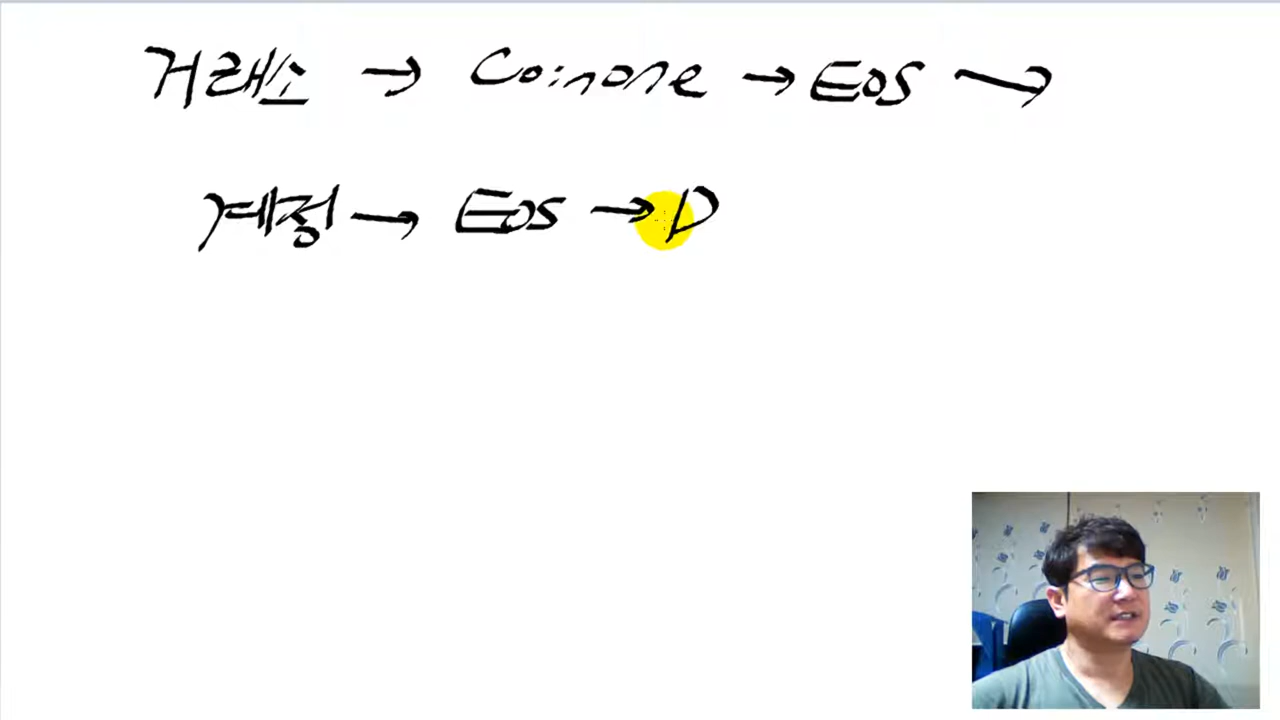 거래소 → Coinone → EOS →
계정 → EOS → D